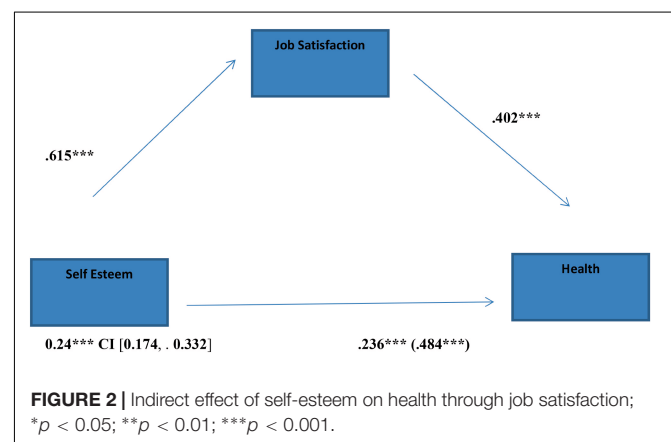 Job Satisfaction
.615***
.402***
Self Esteem
Health
0.24*** CI [0.174, . 0.332]
.236*** (.484***)
FIGURE 2 | Indirect effect of self-esteem on health through job satisfaction;
*p < 0.05; **p < 0.01; ***p < 0.001.